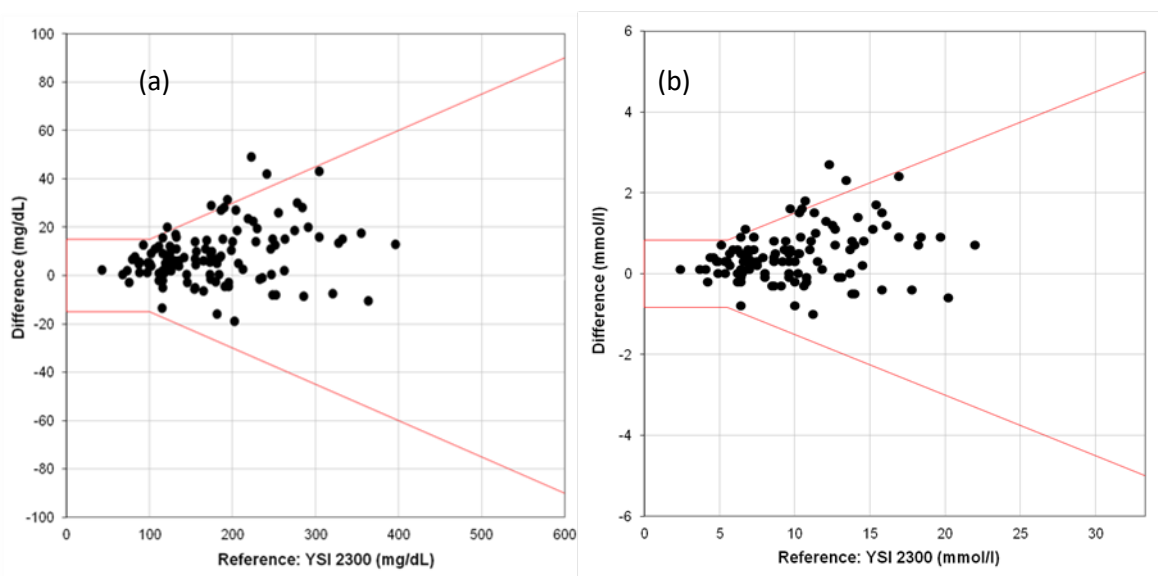 (a)
100
80
60
40
20
0
-20
-40
-60
-80
-100
Difference (mg/dL)
0 100 200 300 400 500 600
Reference: YSI 2300 (mg/dL)
(b)
6
4
2
0
-2
-4
-6
Difference (mmol/l)
0 5 10 15 20 25 30
Reference: YSI 2300 (mmol/l)